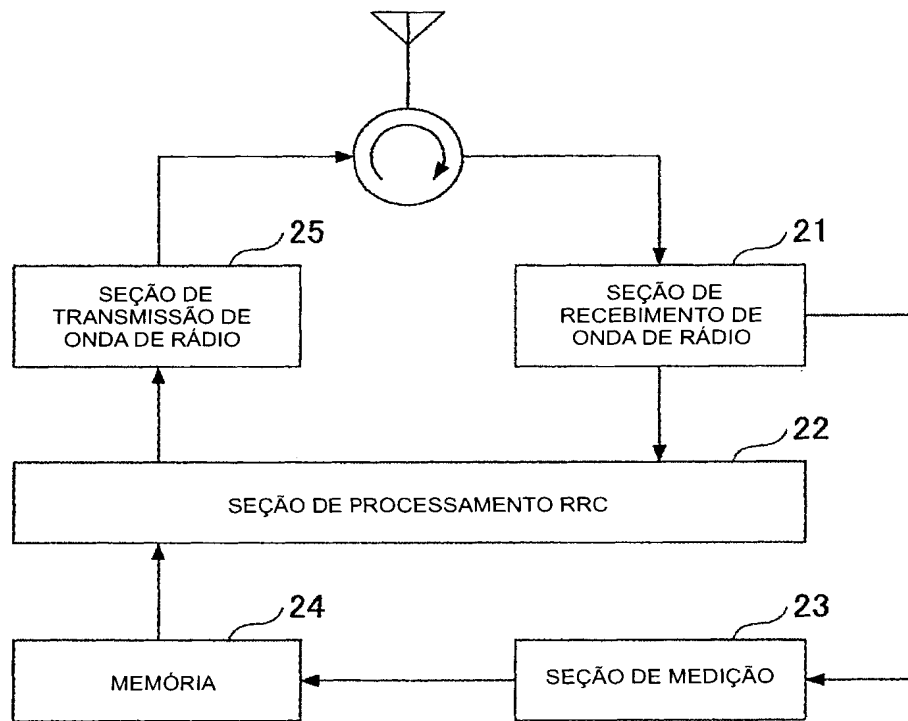 25
SEÇÃO DE
TRANSMISSÃO DE
ONDA DE RÁDIO
21
SEÇÃO DE
RECEBIMENTO DE
ONDA DE RÁDIO
22
SEÇÃO DE PROCESSAMENTO RRC
24
MEMÓRIA
23
SEÇÃO DE MEDIÇÃO